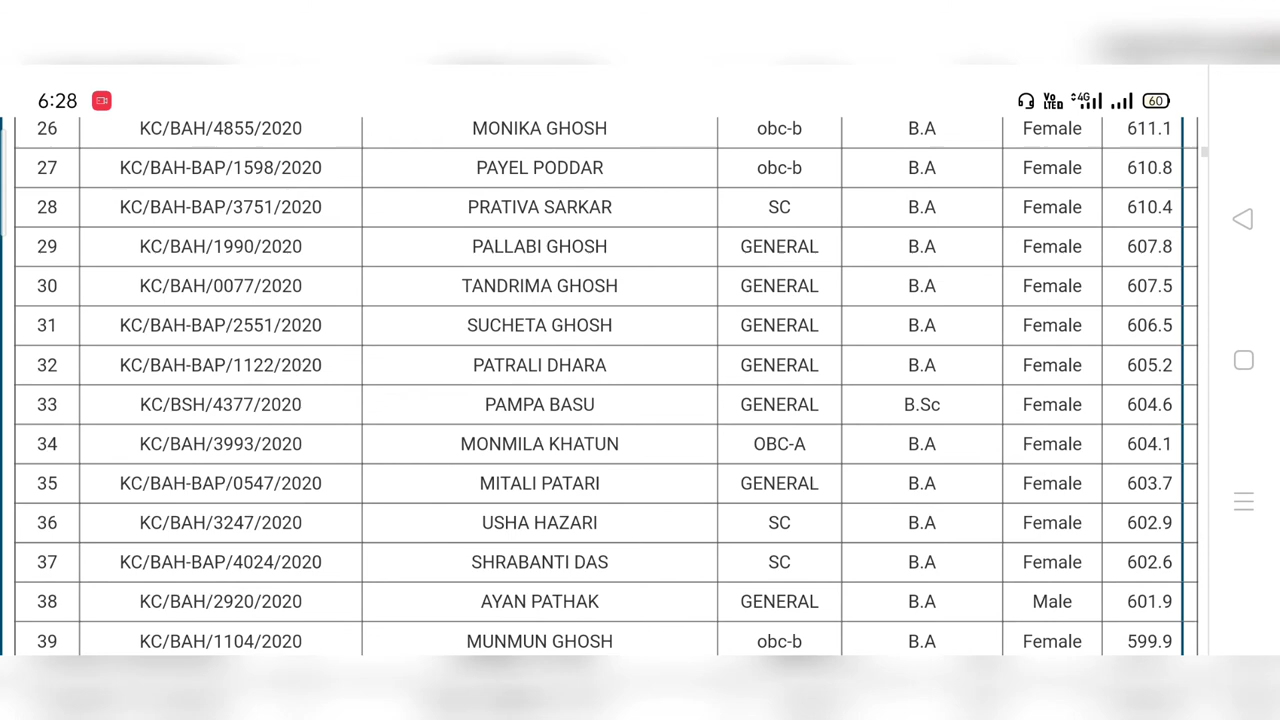 6:28 Vo LTED 4G 60
26 KC/BAH/4855/2020 MONIKA GHOSH obc-b B.A Female 611.1
27 KC/BAH-BAP/1598/2020 PAYEL PODDAR obc-b B.A Female 610.8
28 KC/BAH-BAP/3751/2020 PRATIVA SARKAR SC B.A Female 610.4
29 KC/BAH/1990/2020 PALLABI GHOSH GENERAL B.A Female 607.8
30 KC/BAH/0077/2020 TANDRIMA GHOSH GENERAL B.A Female 607.5
31 KC/BAH-BAP/2551/2020 SUCHETA GHOSH GENERAL B.A Female 606.5
32 KC/BAH-BAP/1122/2020 PATRALI DHARA GENERAL B.A Female 605.2
33 KC/BSH/4377/2020 PAMPA BASU GENERAL B.Sc Female 604.6
34 KC/BAH/3993/2020 MONMILA KHATUN OBC-A B.A Female 604.1
35 KC/BAH-BAP/0547/2020 MITALI PATARI GENERAL B.A Female 603.7
36 KC/BAH/3247/2020 USHA HAZARI SC B.A Female 602.9
37 KC/BAH-BAP/4024/2020 SHRABANTI DAS SC B.A Female 602.6
38 KC/BAH/2920/2020 AYAN PATHAK GENERAL B.A Male 601.9
39 KC/BAH/1104/2020 MUNMUN GHOSH obc-b B.A Female 599.9